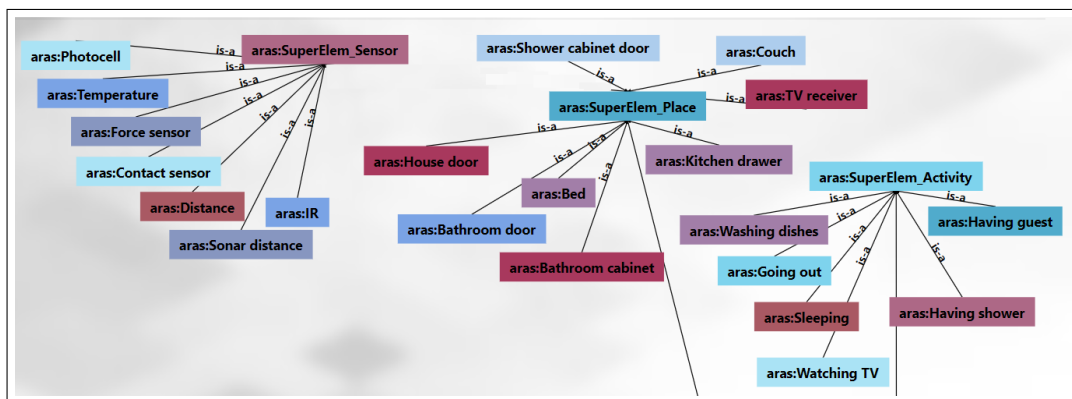 aras:Photocell
is-a
aras:SuperElem_Sensor
is-a
aras:Temperature
is-a
is-a
aras:Force sensor
is-a
is-a
is-a
aras:Contact sensor
aras:Distance
aras:IR
aras:Sonar distance
aras:Shower cabinet door
aras:Couch
is-a
is-a
aras:SuperElem_Place
is-a
aras:TV receiver
is-a
is-a
aras:House door
is-a
is-a
is-a
aras:Kitchen drawer
aras:Bed
aras:Bathroom door
aras:Bathroom cabinet
aras:SuperElem_Activity
is-a
is-a
is-a
aras:Washing dishes
is-a
is-a
is-a
aras:Having guest
aras:Going out
aras:Sleeping
aras:Having shower
aras:Watching TV